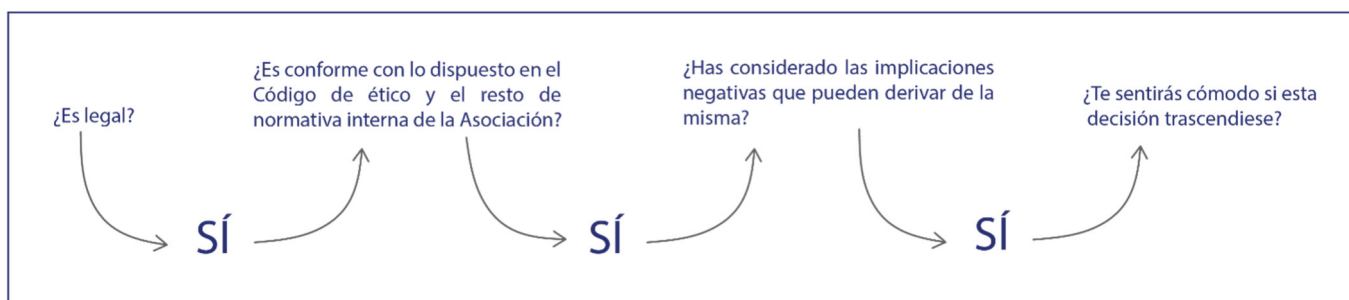 ¿Es legal?
¿Es conforme con lo dispuesto en el
Código de ético y el resto de
normativa interna de la Asociación?
¿Has considerado las implicaciones
negativas que pueden derivar de la
misma?
¿Te sentirás cómodo si esta
decisión trascendiese?
SÍ
SÍ
SÍ